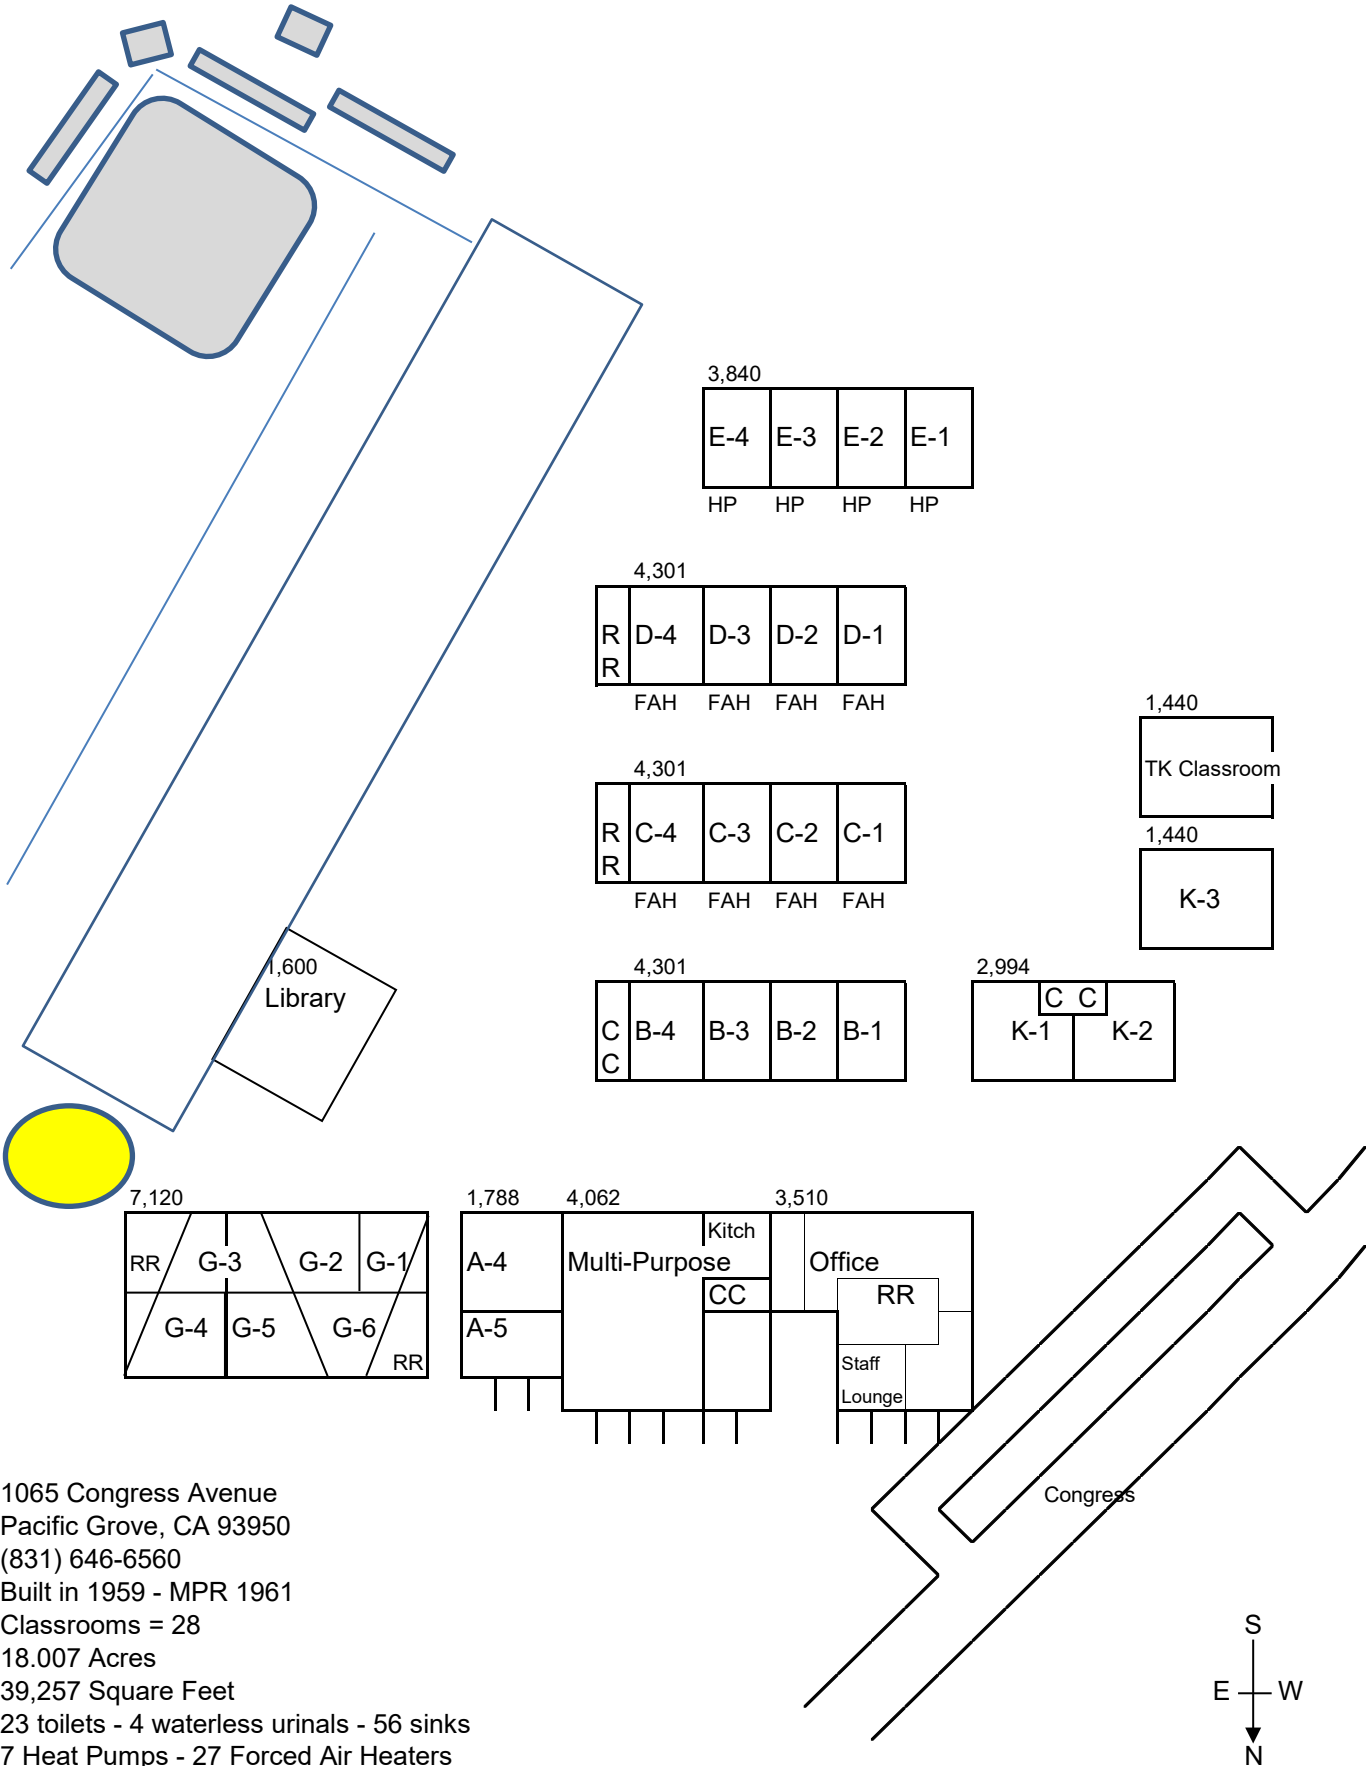 3,840
E-4 E-3 E-2 E-1
HP HP HP HP
4,301
R D-4 D-3 D-2 D-1
R
FAH FAH FAH FAH
1,440
TK Classroom
4,301
R C-4 C-3 C-2 C-1
R
FAH FAH FAH FAH
1,440
K-3
1,600
Library
4,301
C B-4 B-3 B-2 B-1
C
2,994
C C
K-1 K-2
7,120
RR G-3 G-2 G-1
G-4 G-5 G-6
RR
1,788 4,062 3,510
Kitch
A-4 Multi-Purpose Office
CC RR
A-5
Staff
Lounge
Congress
1065 Congress Avenue
Pacific Grove, CA 93950
(831) 646-6560
Built in 1959 - MPR 1961
Classrooms = 28
18.007 Acres
39,257 Square Feet
23 toilets - 4 waterless urinals - 56 sinks
7 Heat Pumps - 27 Forced Air Heaters
S
E W
N